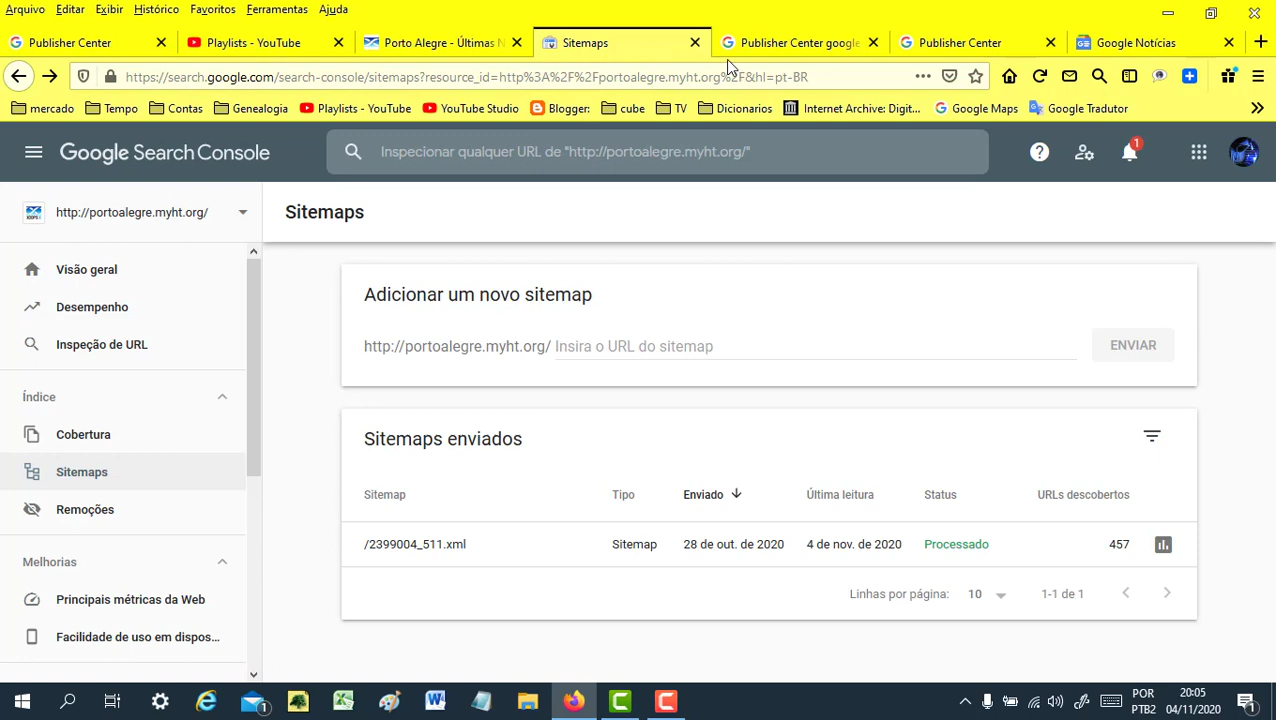 Arquivo Editar Exibir Histórico Favoritos Ferramentas Ajuda
Publisher Center
Playlists - YouTube
Porto Alegre - Últimas N
Sitemaps
Publisher Center google
Publisher Center
Google Notícias
https://search.google.com/search-console/sitemaps?resource_id=http%3A%2F%2Fportoalegre.myht.org%2F&hl=pt-BR
mercado Tempo Contas Genealogia Playlists - YouTube YouTube Studio Blogger: cube TV Dicionarios Internet Archive: Digit... Google Maps Google Tradutor
Google Search Console
Inspecionar qualquer URL de "http://portoalegre.myht.org/"
1
http://portoalegre.myht.org/
Sitemaps
Visão geral
Desempenho
Inspeção de URL
Índice
Cobertura
Sitemaps
Remoções
Melhorias
Principais métricas da Web
Facilidade de uso em dispos...
Adicionar um novo sitemap
http://portoalegre.myht.org/ Insira o URL do sitemap
ENVIAR
Sitemaps enviados
Sitemap Tipo Enviado Última leitura Status URLs descobertos
/2399004_511.xml Sitemap 28 de out. de 2020 4 de nov. de 2020 Processado 457
Linhas por página: 10 1-1 de 1
1
POR
PTB2
20:05
04/11/2020
1